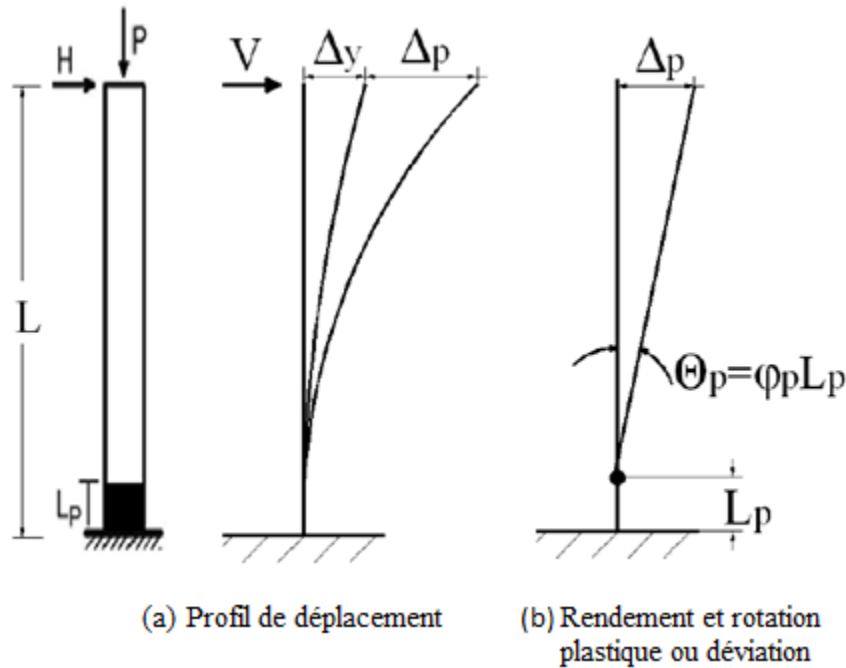 P
H
L
Lp
V
Δy
Δp
Δp
Θp=φpLp
Lp
(a) Profil de déplacement
(b) Rendement et rotation
plastique ou déviation